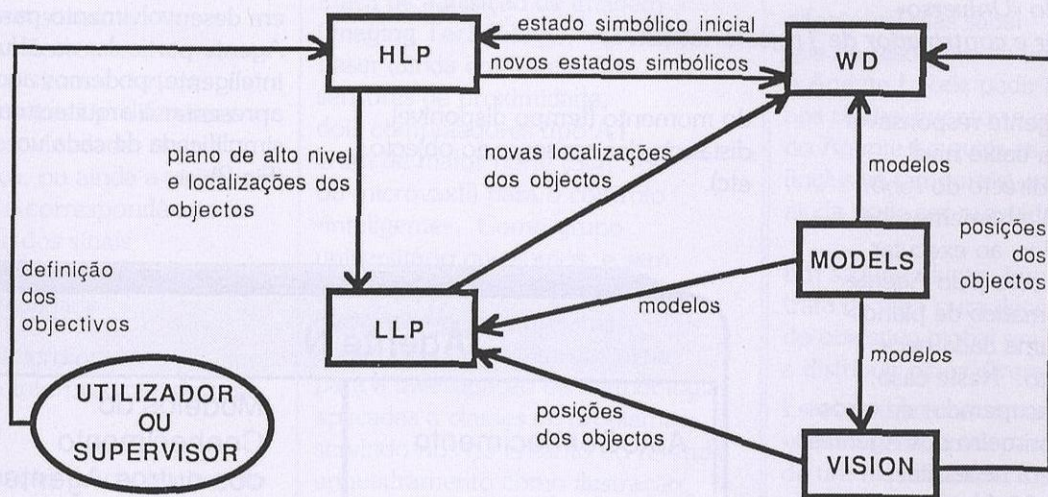 estado simbólico inicial
HLP
WD
novos estados simbólicos
plano de alto nivel
e localizações dos
objectos
novas localizações
dos objectos
modelos
definição
dos
objectivos
MODELS
posições
dos
objectos
LLP
modelos
modelos
UTILIZADOR
OU
SUPERVISOR
posições
dos objectos
VISION